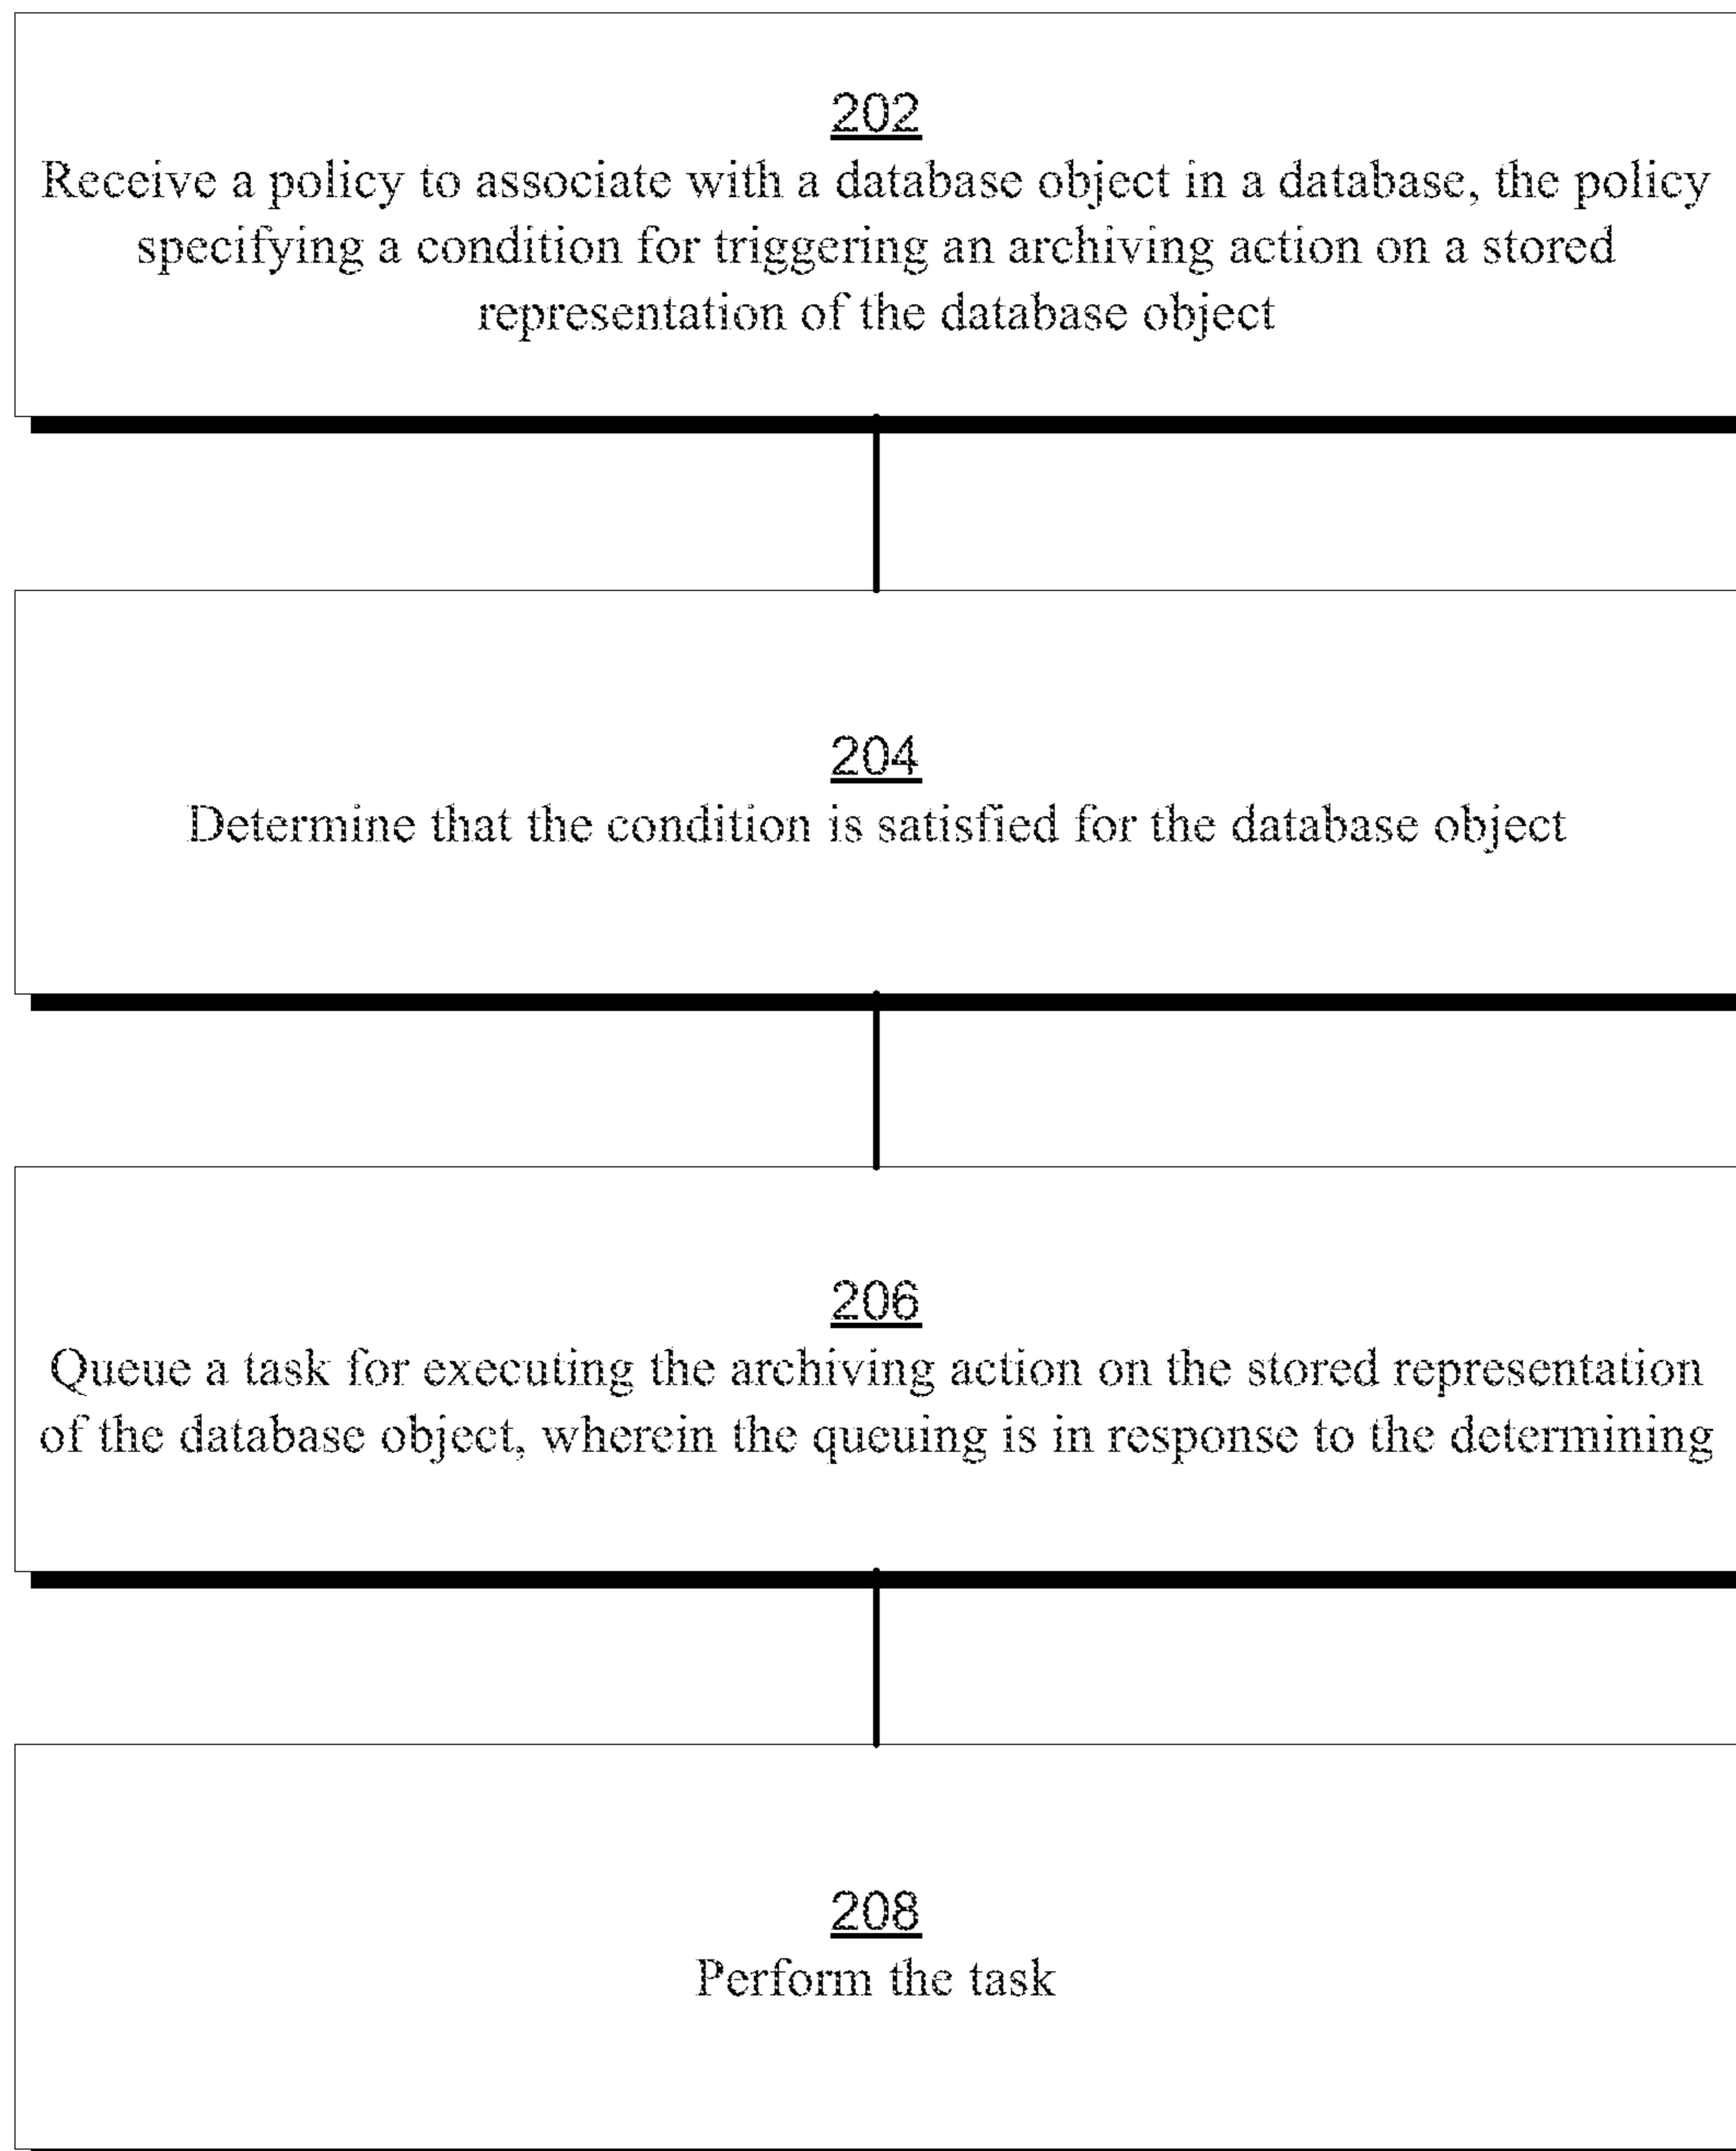 202
Receive a policy to associate with a database object in a database, the policy
specifying a condition for triggering an archiving action on a stored
representation of the database object
204
Determine that the condition is satisfied for the database object
206
Queue a task for executing the archiving action on the stored representation
of the database object, wherein the queuing is in response to the determining
208
Perform the task